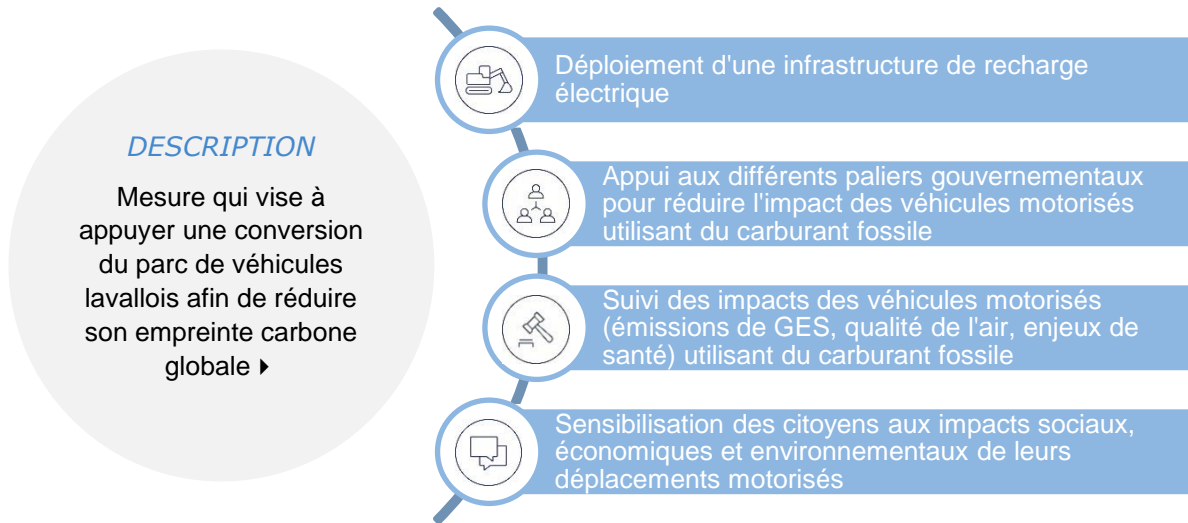 DESCRIPTION
Mesure qui vise à
appuyer une conversion
du parc de véhicules
lavallois afin de réduire
son empreinte carbone
globale
Déploiement d'une infrastructure de recharge
électrique
Appui aux différents paliers gouvernementaux
pour réduire l'impact des véhicules motorisés
utilisant du carburant fossile
Suivi des impacts des véhicules motorisés
(émissions de GES, qualité de l'air, enjeux de
santé) utilisant du carburant fossile
Sensibilisation des citoyens aux impacts sociaux,
économiques et environnementaux de leurs
déplacements motorisés